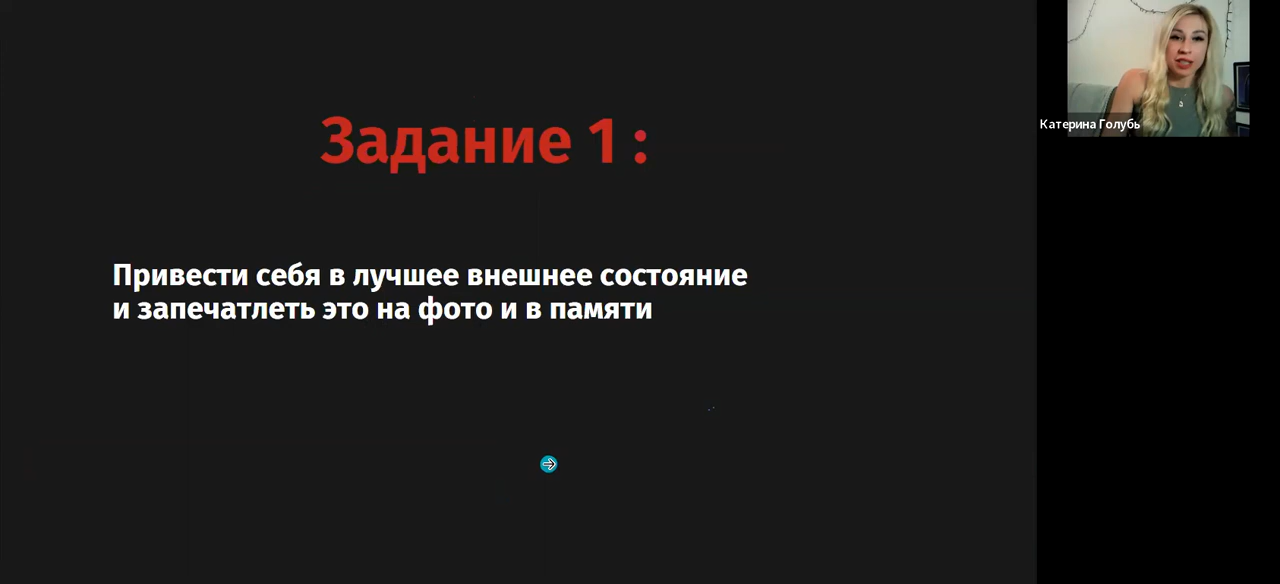 Задание 1 :
Привести себя в лучшее внешнее состояние
и запечатлеть это на фото и в памяти
Катерина Голубь